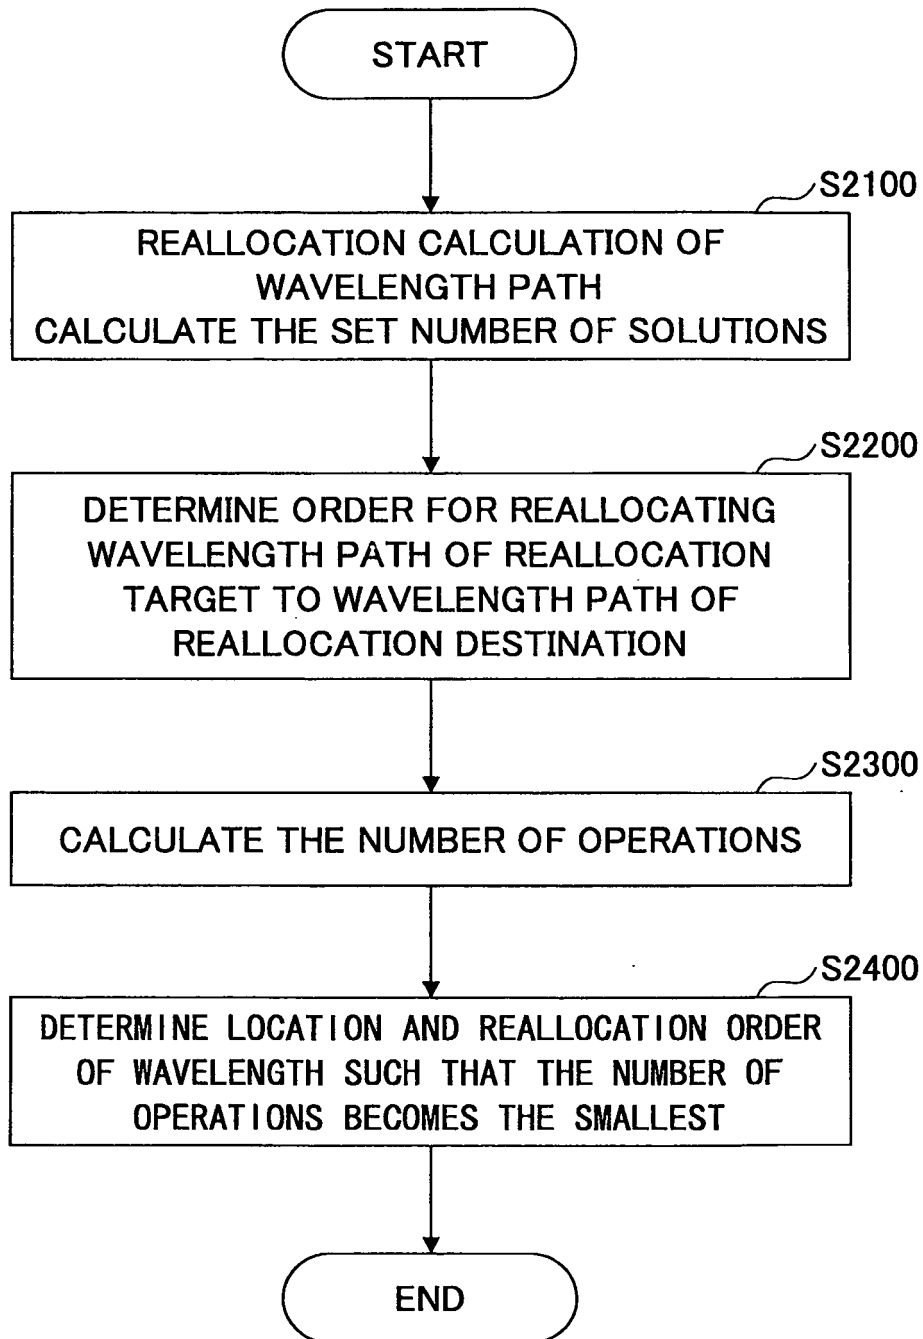 START
S2100
REALLOCATION CALCULATION OF
WAVELENGTH PATH
CALCULATE THE SET NUMBER OF SOLUTIONS
S2200
DETERMINE ORDER FOR REALLOCATING
WAVELENGTH PATH OF REALLOCATION
TARGET TO WAVELENGTH PATH OF
REALLOCATION DESTINATION
S2300
CALCULATE THE NUMBER OF OPERATIONS
S2400
DETERMINE LOCATION AND REALLOCATION ORDER
OF WAVELENGTH SUCH THAT THE NUMBER OF
OPERATIONS BECOMES THE SMALLEST
END